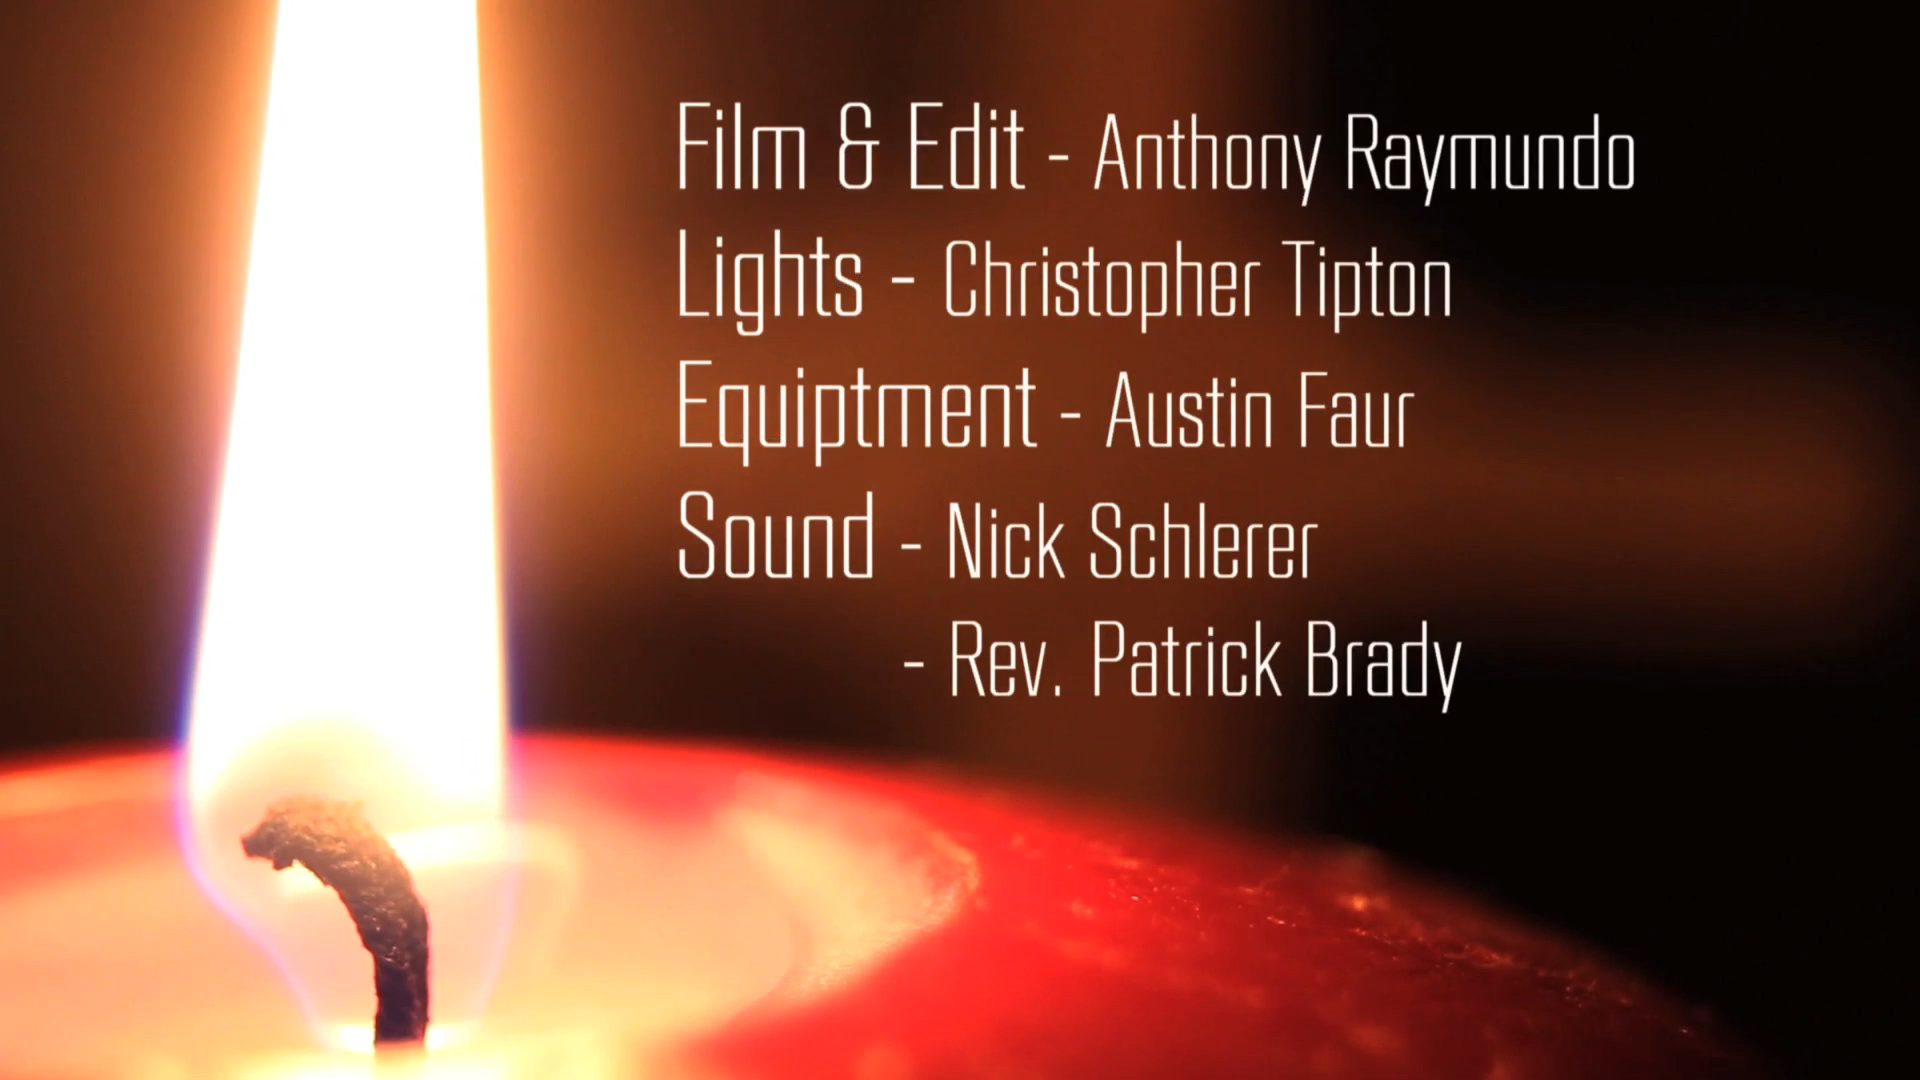 Film & Edit - Anthony Raymundo
Lights - Christopher Tipton
Equiptment - Austin Faur
Sound - Nick Schlerer
- Rev. Patrick Brady